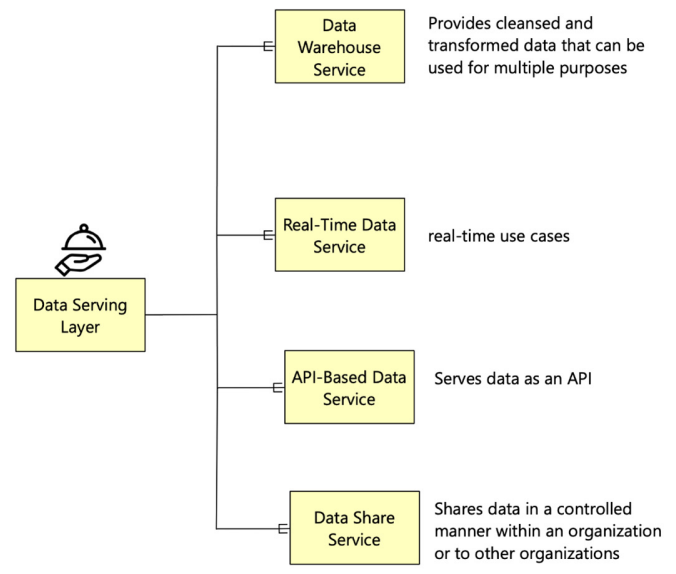 Data
Warehouse
Service
Provides cleansed and
transformed data that can be
used for multiple purposes
Real-Time Data
Service
real-time use cases
Data Serving
Layer
API-Based Data
Service
Serves data as an API
Data Share
Service
Shares data in a controlled
manner within an organization
or to other organizations